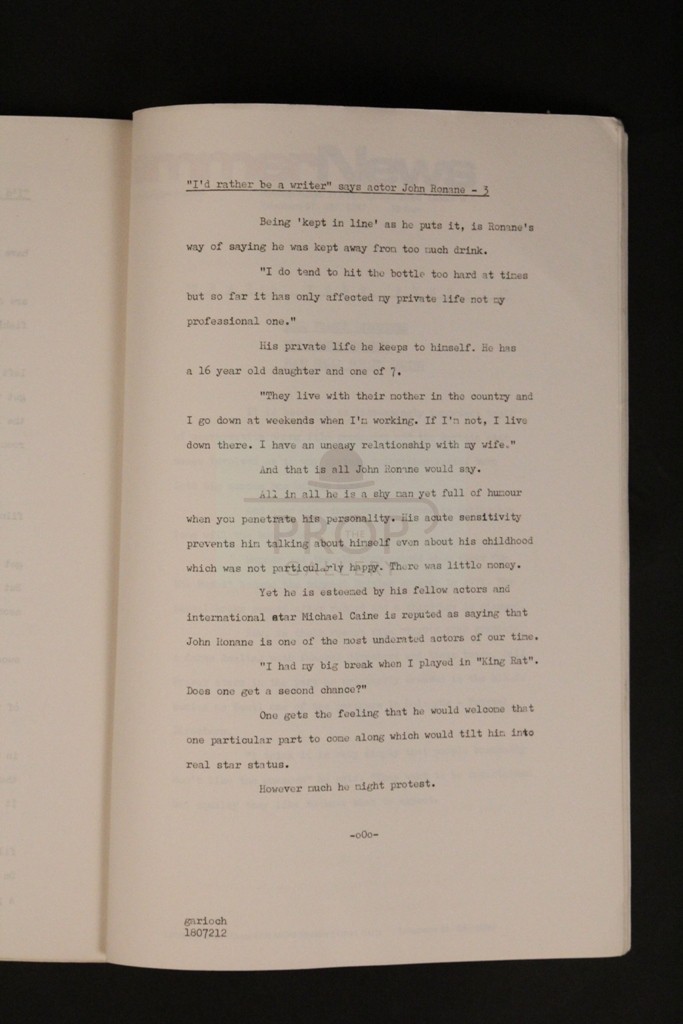 "I'd rather be a writer" says actor John Ronane - 3
Being 'kept in line' as he puts it, is Ronane's
way of saying he was kept away from too much drink.
"I do tend to hit the bottle too hard at times
but so far it has only affected my private life not my
professional one."
His private life he keeps to himself. He has
a 16 year old daughter and one of 7.
"They live with their mother in the country and
I go down at weekends when I'm working. If I'm not, I live
down there. I have an uneasy relationship with my wife."
And that is all John Ronane would say.
All in all he is a shy man yet full of humour
when you penetrate his personality. His acute sensitivity
prevents him talking about himself even about his childhood
which was not particularly happy. There was little money.
Yet he is esteemed by his fellow actors and
international star Michael Caine is reputed as saying that
John Ronane is one of the most underated actors of our time.
"I had my big break when I played in "King Rat".
Does one get a second chance?"
One gets the feeling that he would welcome that
one particular part to come along which would tilt him into
real star status.
However much he might protest.
-oOo-
garioch
1807212
THE
PROP
GALLERY